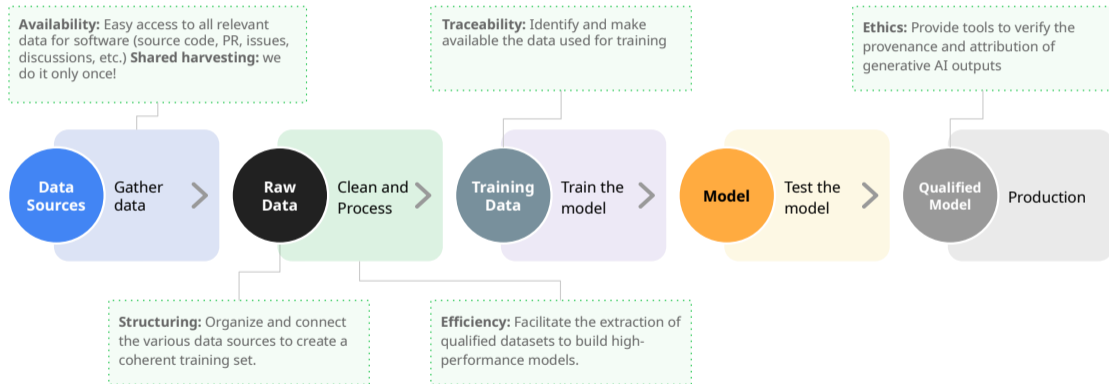 Availability: Easy access to all relevant
data for software (source code, PR, issues,
discussions, etc.) Shared harvesting: we
do it only once!
Traceability: Identify and make
available the data used for training
Ethics: Provide tools to verify the
provenance and attribution of
generative AI outputs
Data
Sources
Gather
data
Raw
Data
Clean and
Process
Training
Data
Train the
model
Model
Test the
model
Qualified
Model
Production
Structuring: Organize and connect
the various data sources to create a
coherent training set.
Efficiency: Facilitate the extraction of
qualified datasets to build high-
performance models.